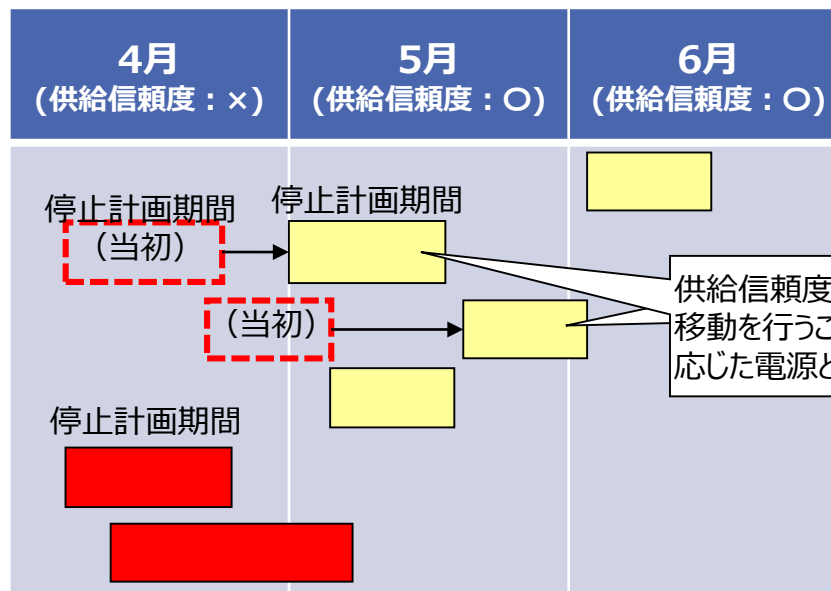 4月
(供給信頼度：×)
5月
(供給信頼度：〇)
6月
(供給信頼度：〇)
停止計画期間
（当初）
停止計画期間
（当初）
供給信頼度
移動を行うこ
応じた電源と
停止計画期間